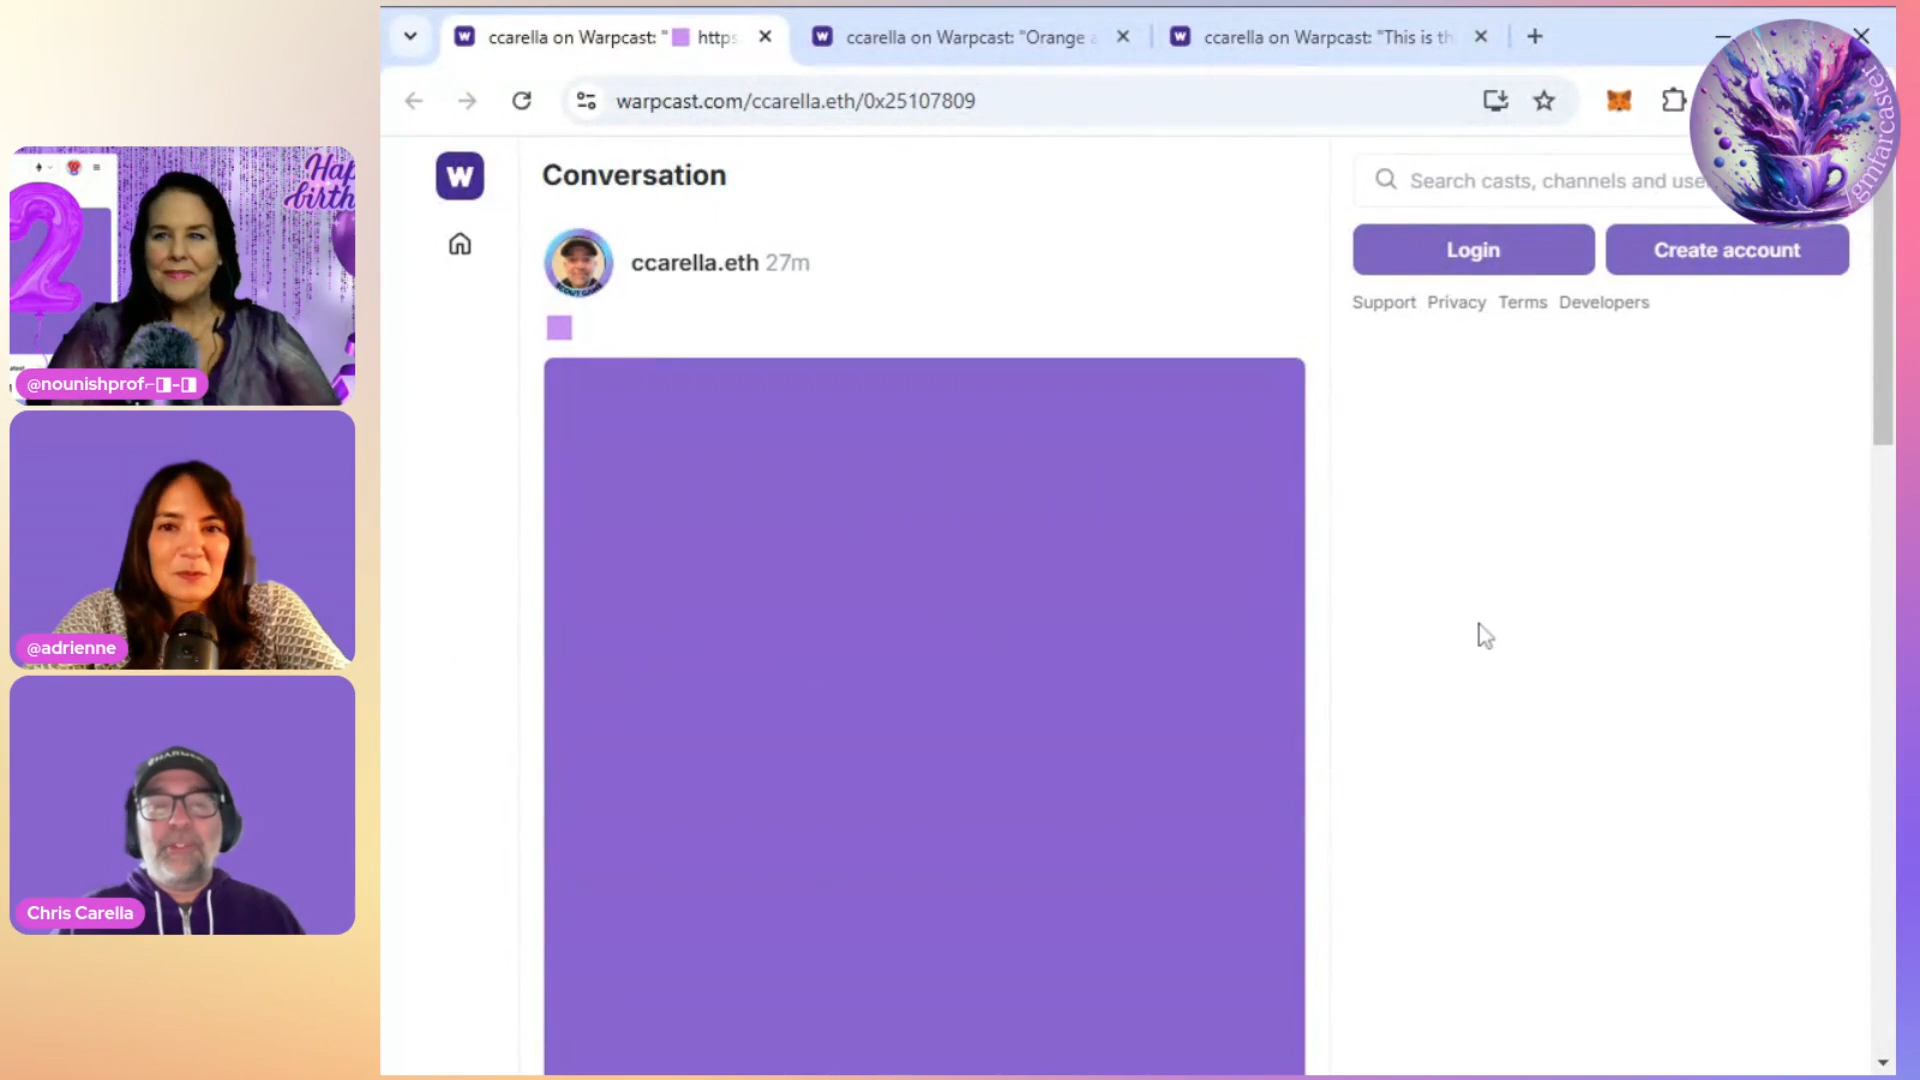 ccarella on Warpcast: "🟪 https
ccarella on Warpcast: "Orange a
ccarella on Warpcast: "This is th
warpcast.com/ccarella.eth/0x25107809
/gmfarcaster
W
Conversation
Search casts, channels and use
ccarella.eth 27m
Login
Create account
Support Privacy Terms Developers
Hap
birth
2
@nounishprof⌐◨-◨
@adrienne
Chris Carella